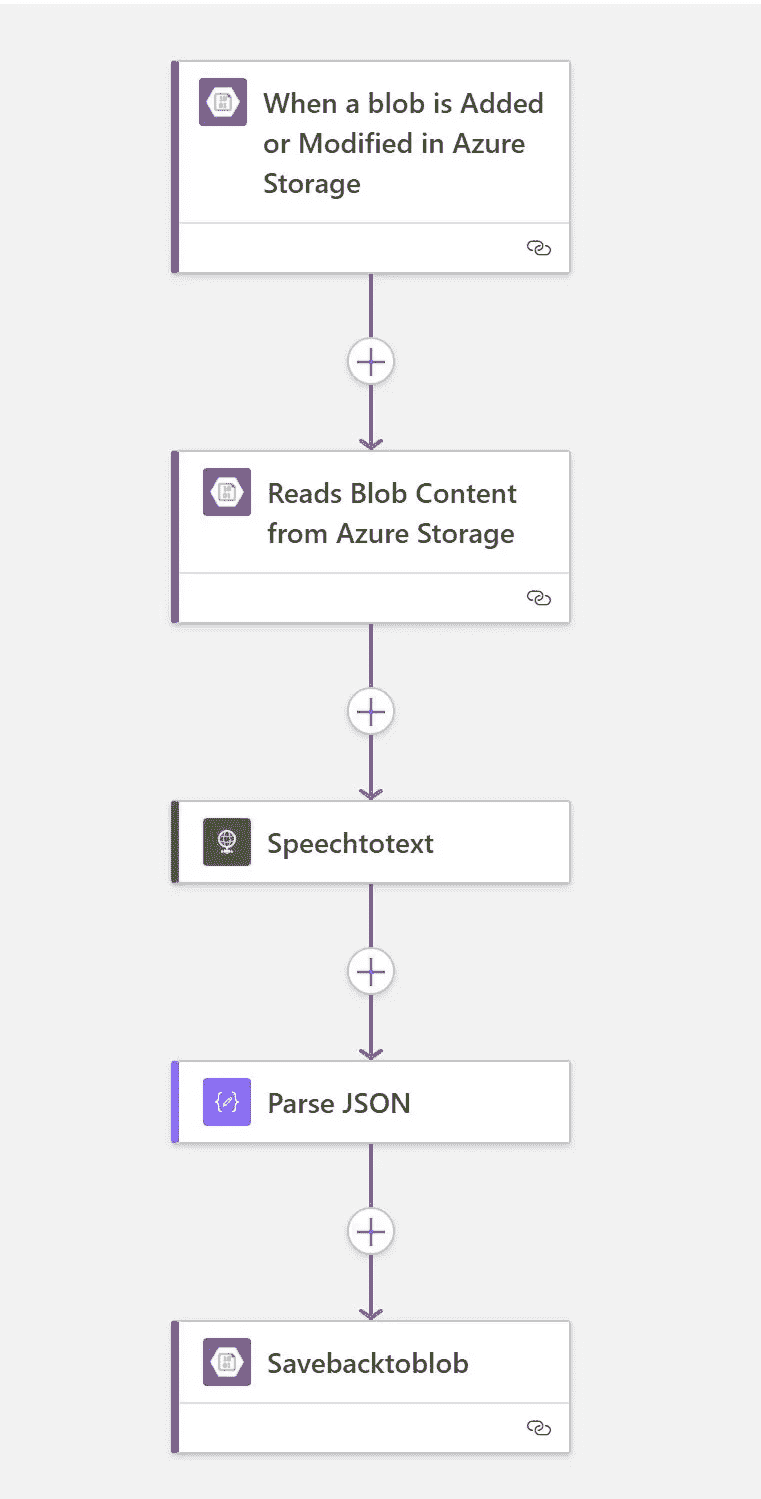 When a blob is Added
or Modified in Azure
Storage
Reads Blob Content
from Azure Storage
Speechtotext
Parse JSON
Savebacktoblob